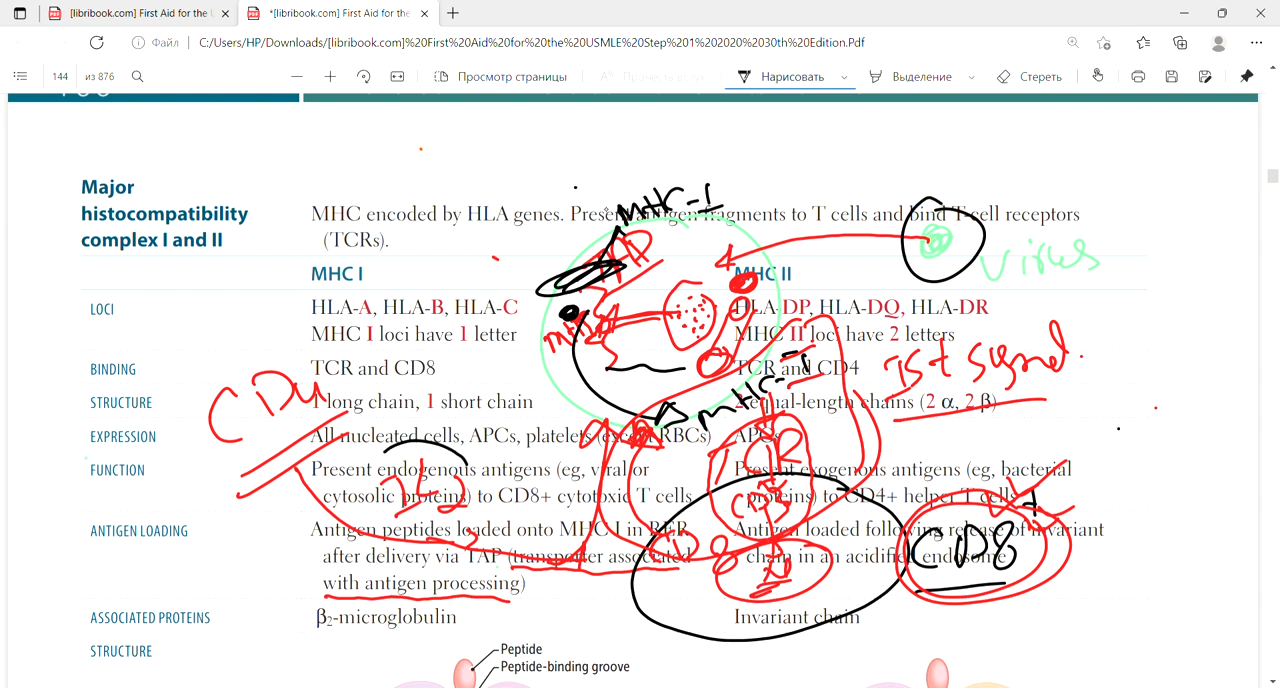 [libribook.com] First Aid for the U
*[libribook.com] First Aid for the
Файл
C:/Users/HP/Downloads/[libribook.com]%20First%20Aid%20for%20the%20USMLE%20Step%201%202020%2030th%20Edition.Pdf
144 из 876
Просмотр страницы
Нарисовать
Выделение
Стереть
Major
histocompatibility
complex I and II
MHC encoded by HLA genes. Present antigen fragments to T cells and bind T cell receptors
(TCRs).
MHC-1
virus
MHC I
MHC II
LOCI
HLA-A, HLA-B, HLA-C
MHC I loci have 1 letter
HLA-DP, HLA-DQ, HLA-DR
MHC II loci have 2 letters
BINDING
TCR and CD8
TCR and CD4
1st signal
STRUCTURE
1 long chain, 1 short chain
2 equal-length chains (2 α, 2 β)
CD4
MHC-I
EXPRESSION
All nucleated cells, APCs, platelets (except RBCs)
APCs
TCR
FUNCTION
Present endogenous antigens (eg, viral or
cytosolic proteins) to CD8+ cytotoxic T cells
Present exogenous antigens (eg, bacterial
proteins) to CD4+ helper T cells
IL2
CD3
ANTIGEN LOADING
Antigen peptides loaded onto MHC I in RER
after delivery via TAP (transporter associated
with antigen processing)
Antigen loaded following release of invariant
chain in an acidified endosome
CD8
CD8+
ASSOCIATED PROTEINS
β2-microglobulin
Invariant chain
STRUCTURE
Peptide
Peptide-binding groove